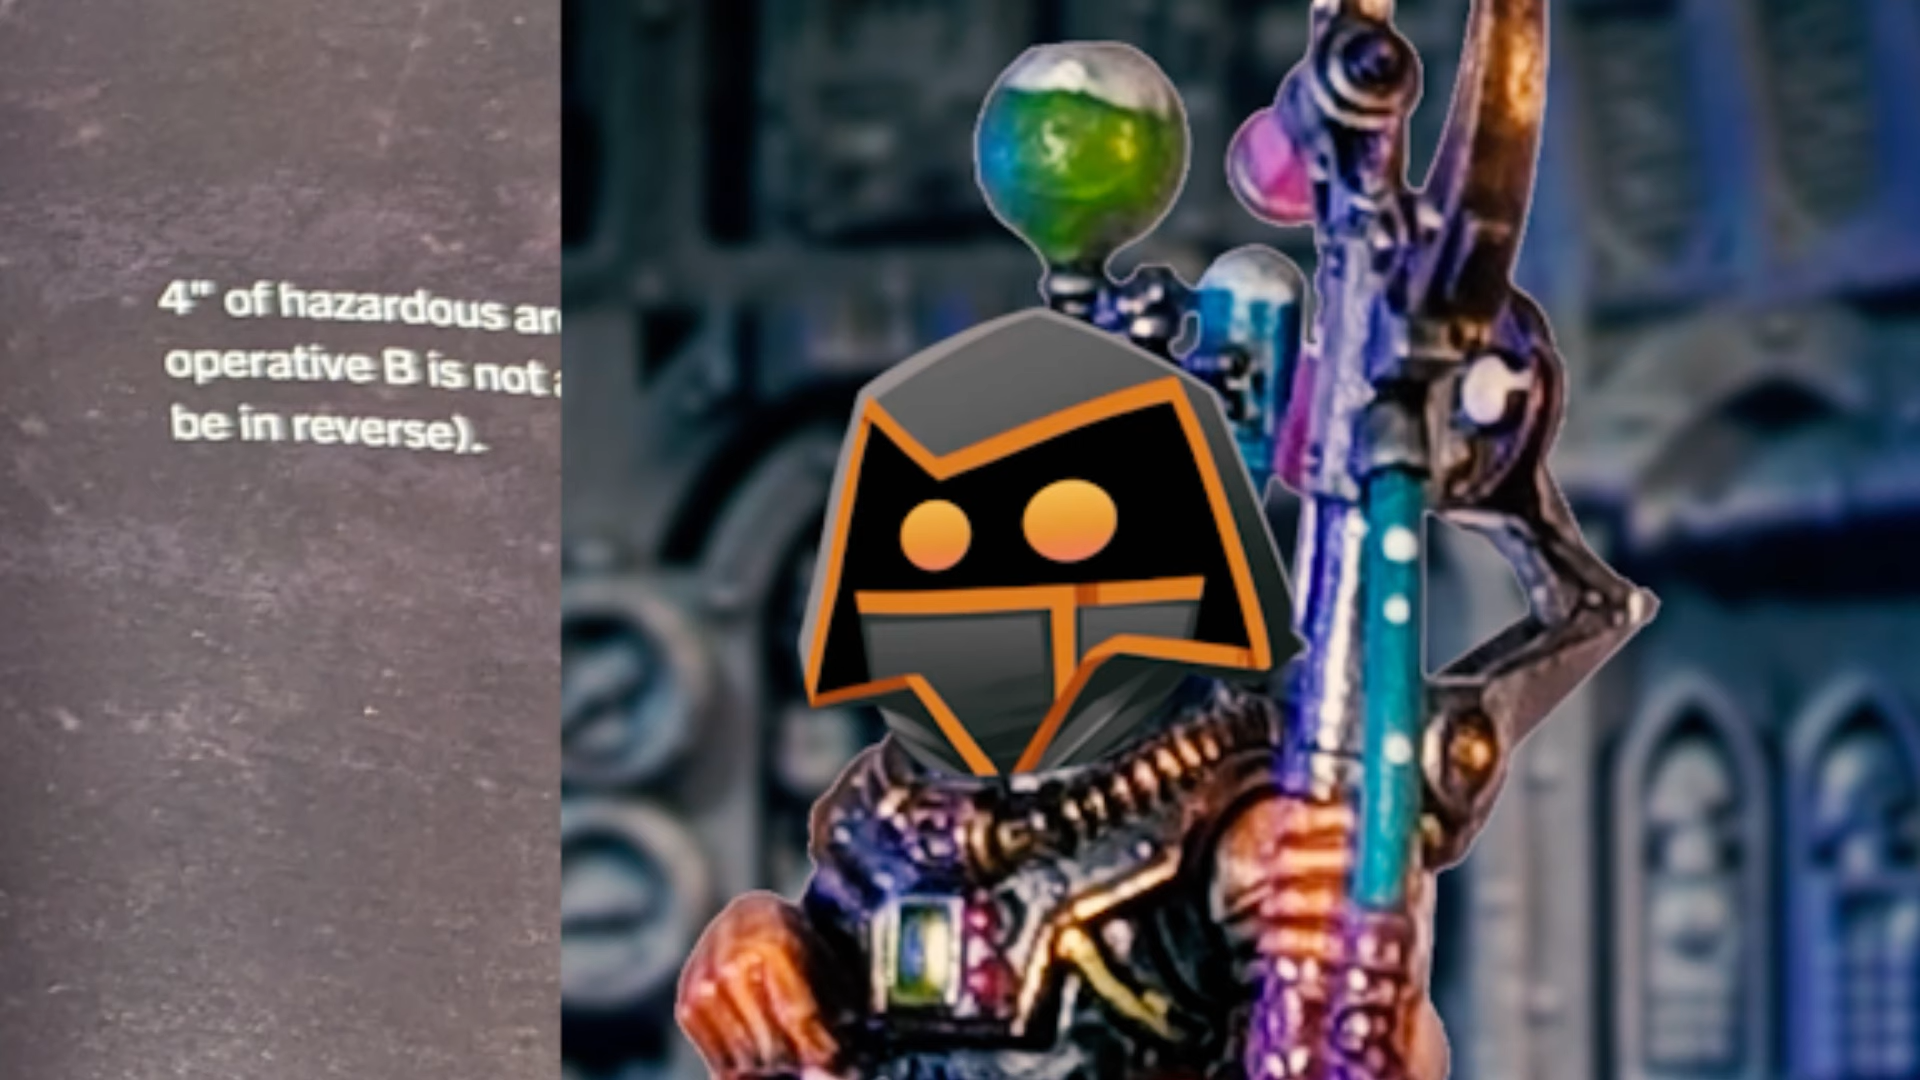 4" of hazardous
operative B is not
be in reverse).